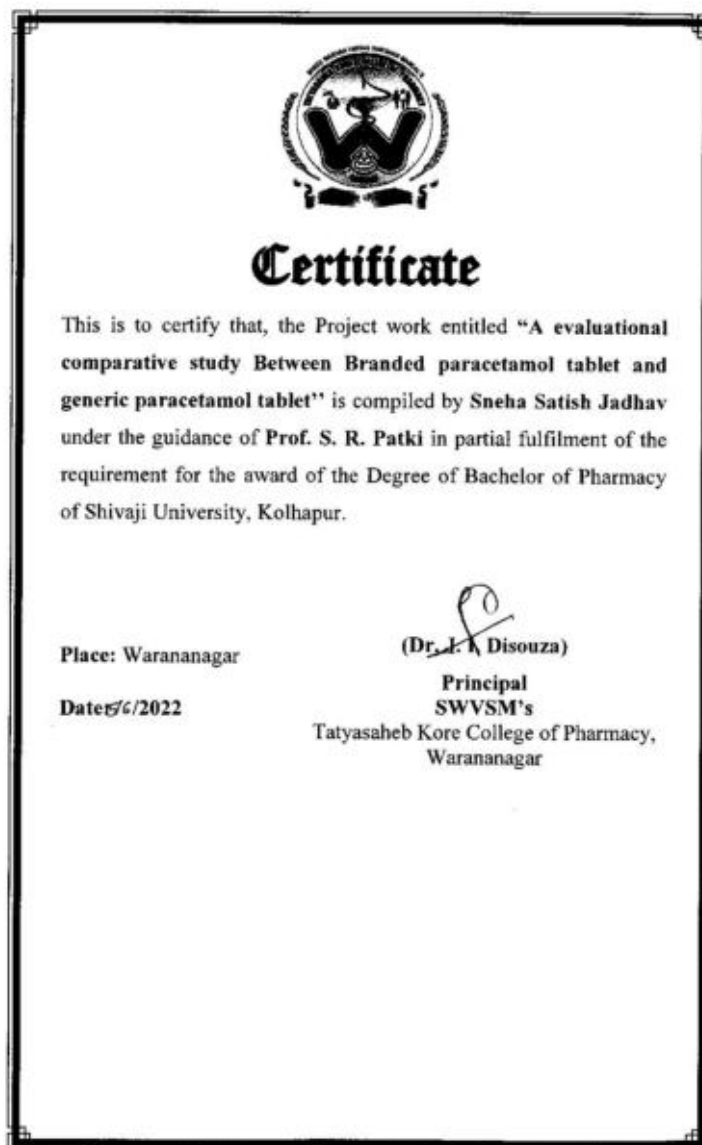 Certificate
This is to certify that, the Project work entitled “A evaluational
comparative study Between Branded paracetamol tablet and
generic paracetamol tablet’’ is compiled by Sneha Satish Jadhav
under the guidance of Prof. S. R. Patki in partial fulfilment of the
requirement for the award of the Degree of Bachelor of Pharmacy
of Shivaji University, Kolhapur.
(Dr. J. I. Disouza)
Place: Warananagar
Principal
Date: /6/2022
SWVSM's
Tatyasaheb Kore College of Pharmacy,
Warananagar